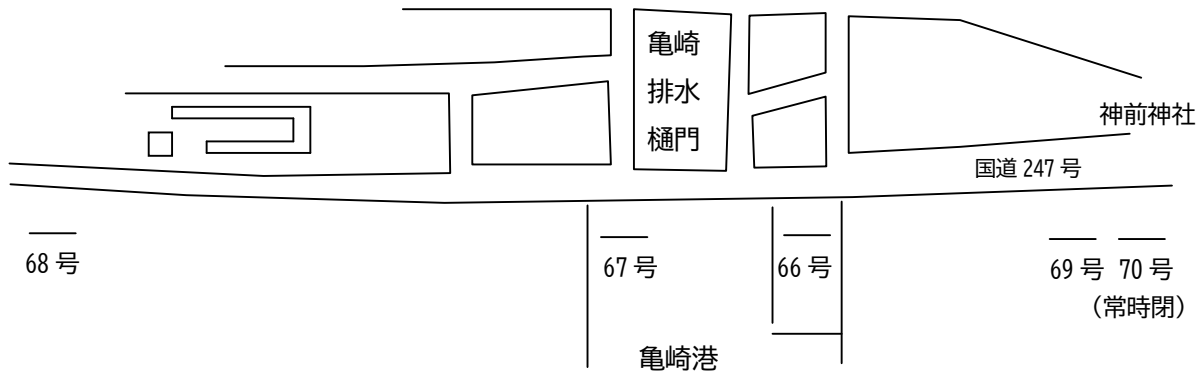 亀崎
排水
樋門
神前神社
国道 247 号
68 号
67 号
66 号
69 号
70 号
（常時閉）
亀崎港